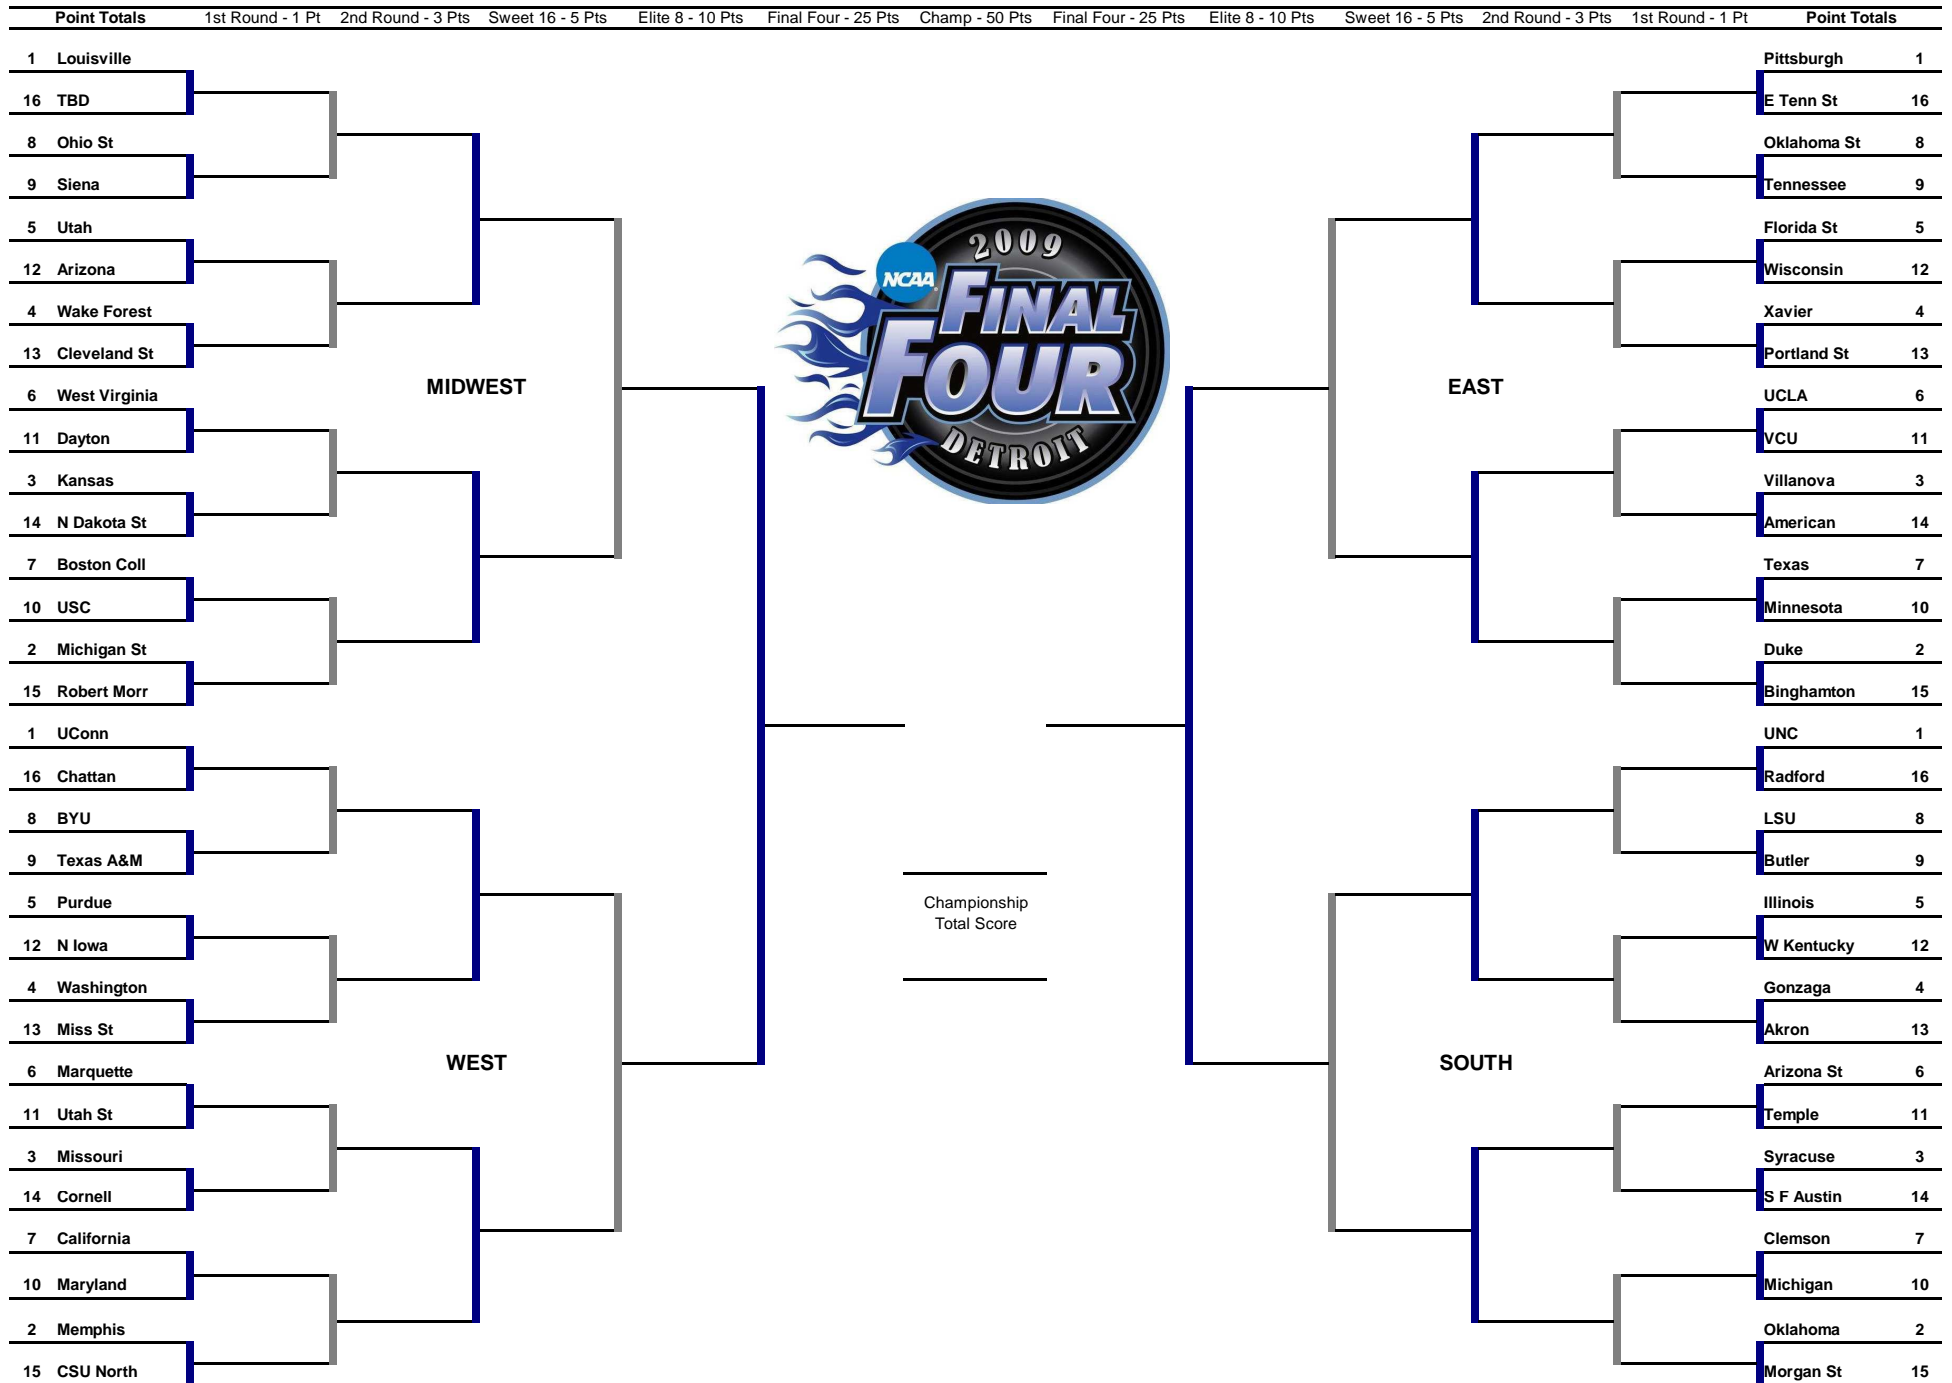 Point Totals 1st Round - 1 Pt 2nd Round - 3 Pts Sweet 16 - 5 Pts Elite 8 - 10 Pts Final Four - 25 Pts Champ - 50 Pts Final Four - 25 Pts Elite 8 - 10 Pts Sweet 16 - 5 Pts 2nd Round - 3 Pts 1st Round - 1 Pt Point Totals
1 Louisville
16 TBD
8 Ohio St
9 Siena
5 Utah
12 Arizona
4 Wake Forest
13 Cleveland St
MIDWEST
6 West Virginia
11 Dayton
3 Kansas
14 N Dakota St
7 Boston Coll
10 USC
2 Michigan St
15 Robert Morr
1 UConn
16 Chattan
8 BYU
9 Texas A&M
5 Purdue
12 N Iowa
4 Washington
13 Miss St
WEST
6 Marquette
11 Utah St
3 Missouri
14 Cornell
7 California
10 Maryland
2 Memphis
15 CSU North
2009
NCAA
FINAL
FOUR
DETROIT
Championship
Total Score
Pittsburgh 1
E Tenn St 16
Oklahoma St 8
Tennessee 9
Florida St 5
Wisconsin 12
Xavier 4
Portland St 13
EAST
UCLA 6
VCU 11
Villanova 3
American 14
Texas 7
Minnesota 10
Duke 2
Binghamton 15
UNC 1
Radford 16
LSU 8
Butler 9
Illinois 5
W Kentucky 12
Gonzaga 4
Akron 13
SOUTH
Arizona St 6
Temple 11
Syracuse 3
S F Austin 14
Clemson 7
Michigan 10
Oklahoma 2
Morgan St 15